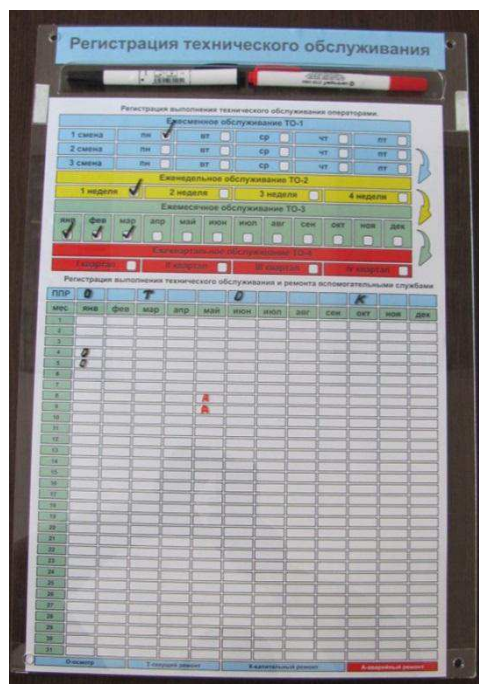 Регистрация технического обслуживания
Регистрация выполнения технического обслуживания операторами.
Ежесменное обслуживание ТО-1
1 смена пн вт ср чт пт
2 смена пн вт ср чт пт
3 смена пн вт ср чт пт
Еженедельное обслуживание ТО-2
1 неделя 2 неделя 3 неделя 4 неделя
Ежемесячное обслуживание ТО-3
янв фев мар апр май июн июл авг сен окт ноя дек
Ежеквартальное обслуживание ТО-4
I квартал II квартал III квартал IV квартал
Регистрация выполнения технического обслуживания и ремонта вспомогательными службами
ППР О Т О К
мес янв фев мар апр май июн июл авг сен окт ноя дек
1
2
3
4 О
5 О
6
7
8 А
9 А
10
11
12
13
14
15
16
17
18
19
20
21
22
23
24
25
26
27
28
29
30
31
О-осмотр Т-текущий ремонт К-капитальный ремонт А-аварийный ремонт